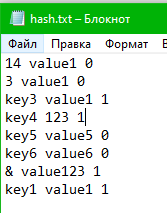 hash.txt – Блокнот
Файл Правка Формат
14 value1 0
3 value1 0
key3 value1 1
key4 123 1
key5 value5 0
key6 value6 0
& value123 1
key1 value1 1